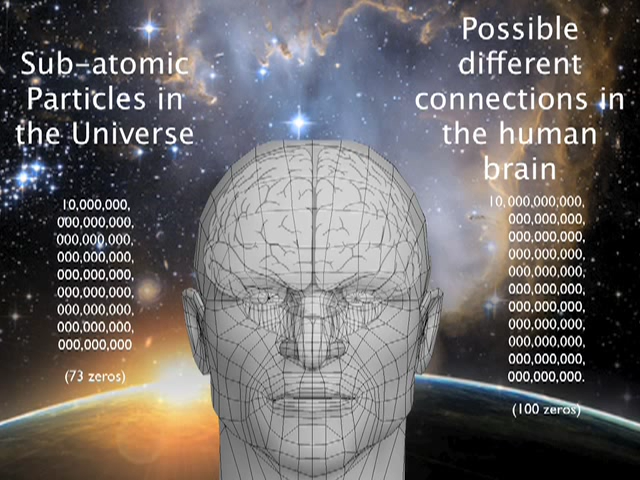 Sub-atomic
Particles in
the Universe
10,000,000,
000,000,000,
000,000,000,
000,000,000,
000,000,000,
000,000,000,
000,000,000,
000,000,000,
000,000,000
(73 zeros)
Possible
different
connections in
the human
brain
10,000,000,000,
000,000,000,
000,000,000,
000,000,000,
000,000,000,
000,000,000,
000,000,000,
000,000,000,
000,000,000,
000,000,000,
000,000,000.
(100 zeros)